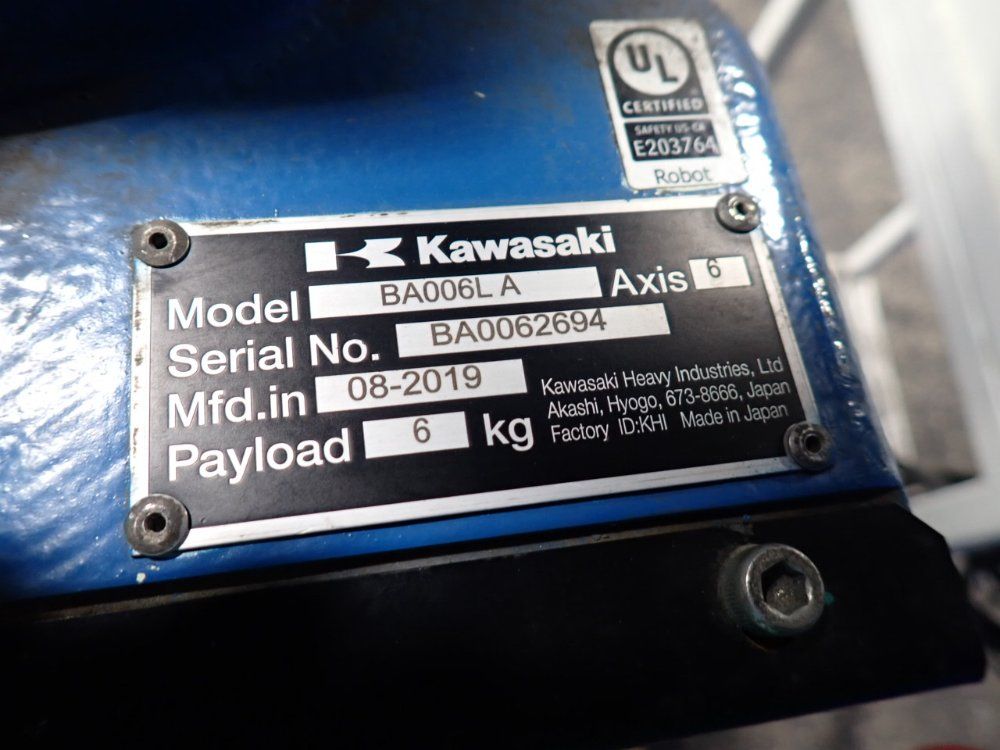 UL
CERTIFIED
SAFETY US-CA
E203764
Robot
Kawasaki
Model BA006L A Axis 6
Serial No. BA0062694
Mfd.in 08-2019
Payload 6 kg
Kawasaki Heavy Industries, Ltd
Akashi, Hyogo, 673-8666, Japan
Factory ID:KHI Made in Japan